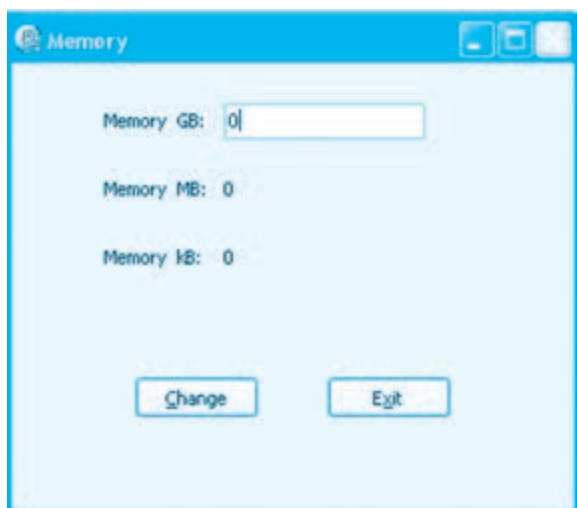 Memory
Memory GB: 0
Memory MB: 0
Memory kB: 0
Change Exit